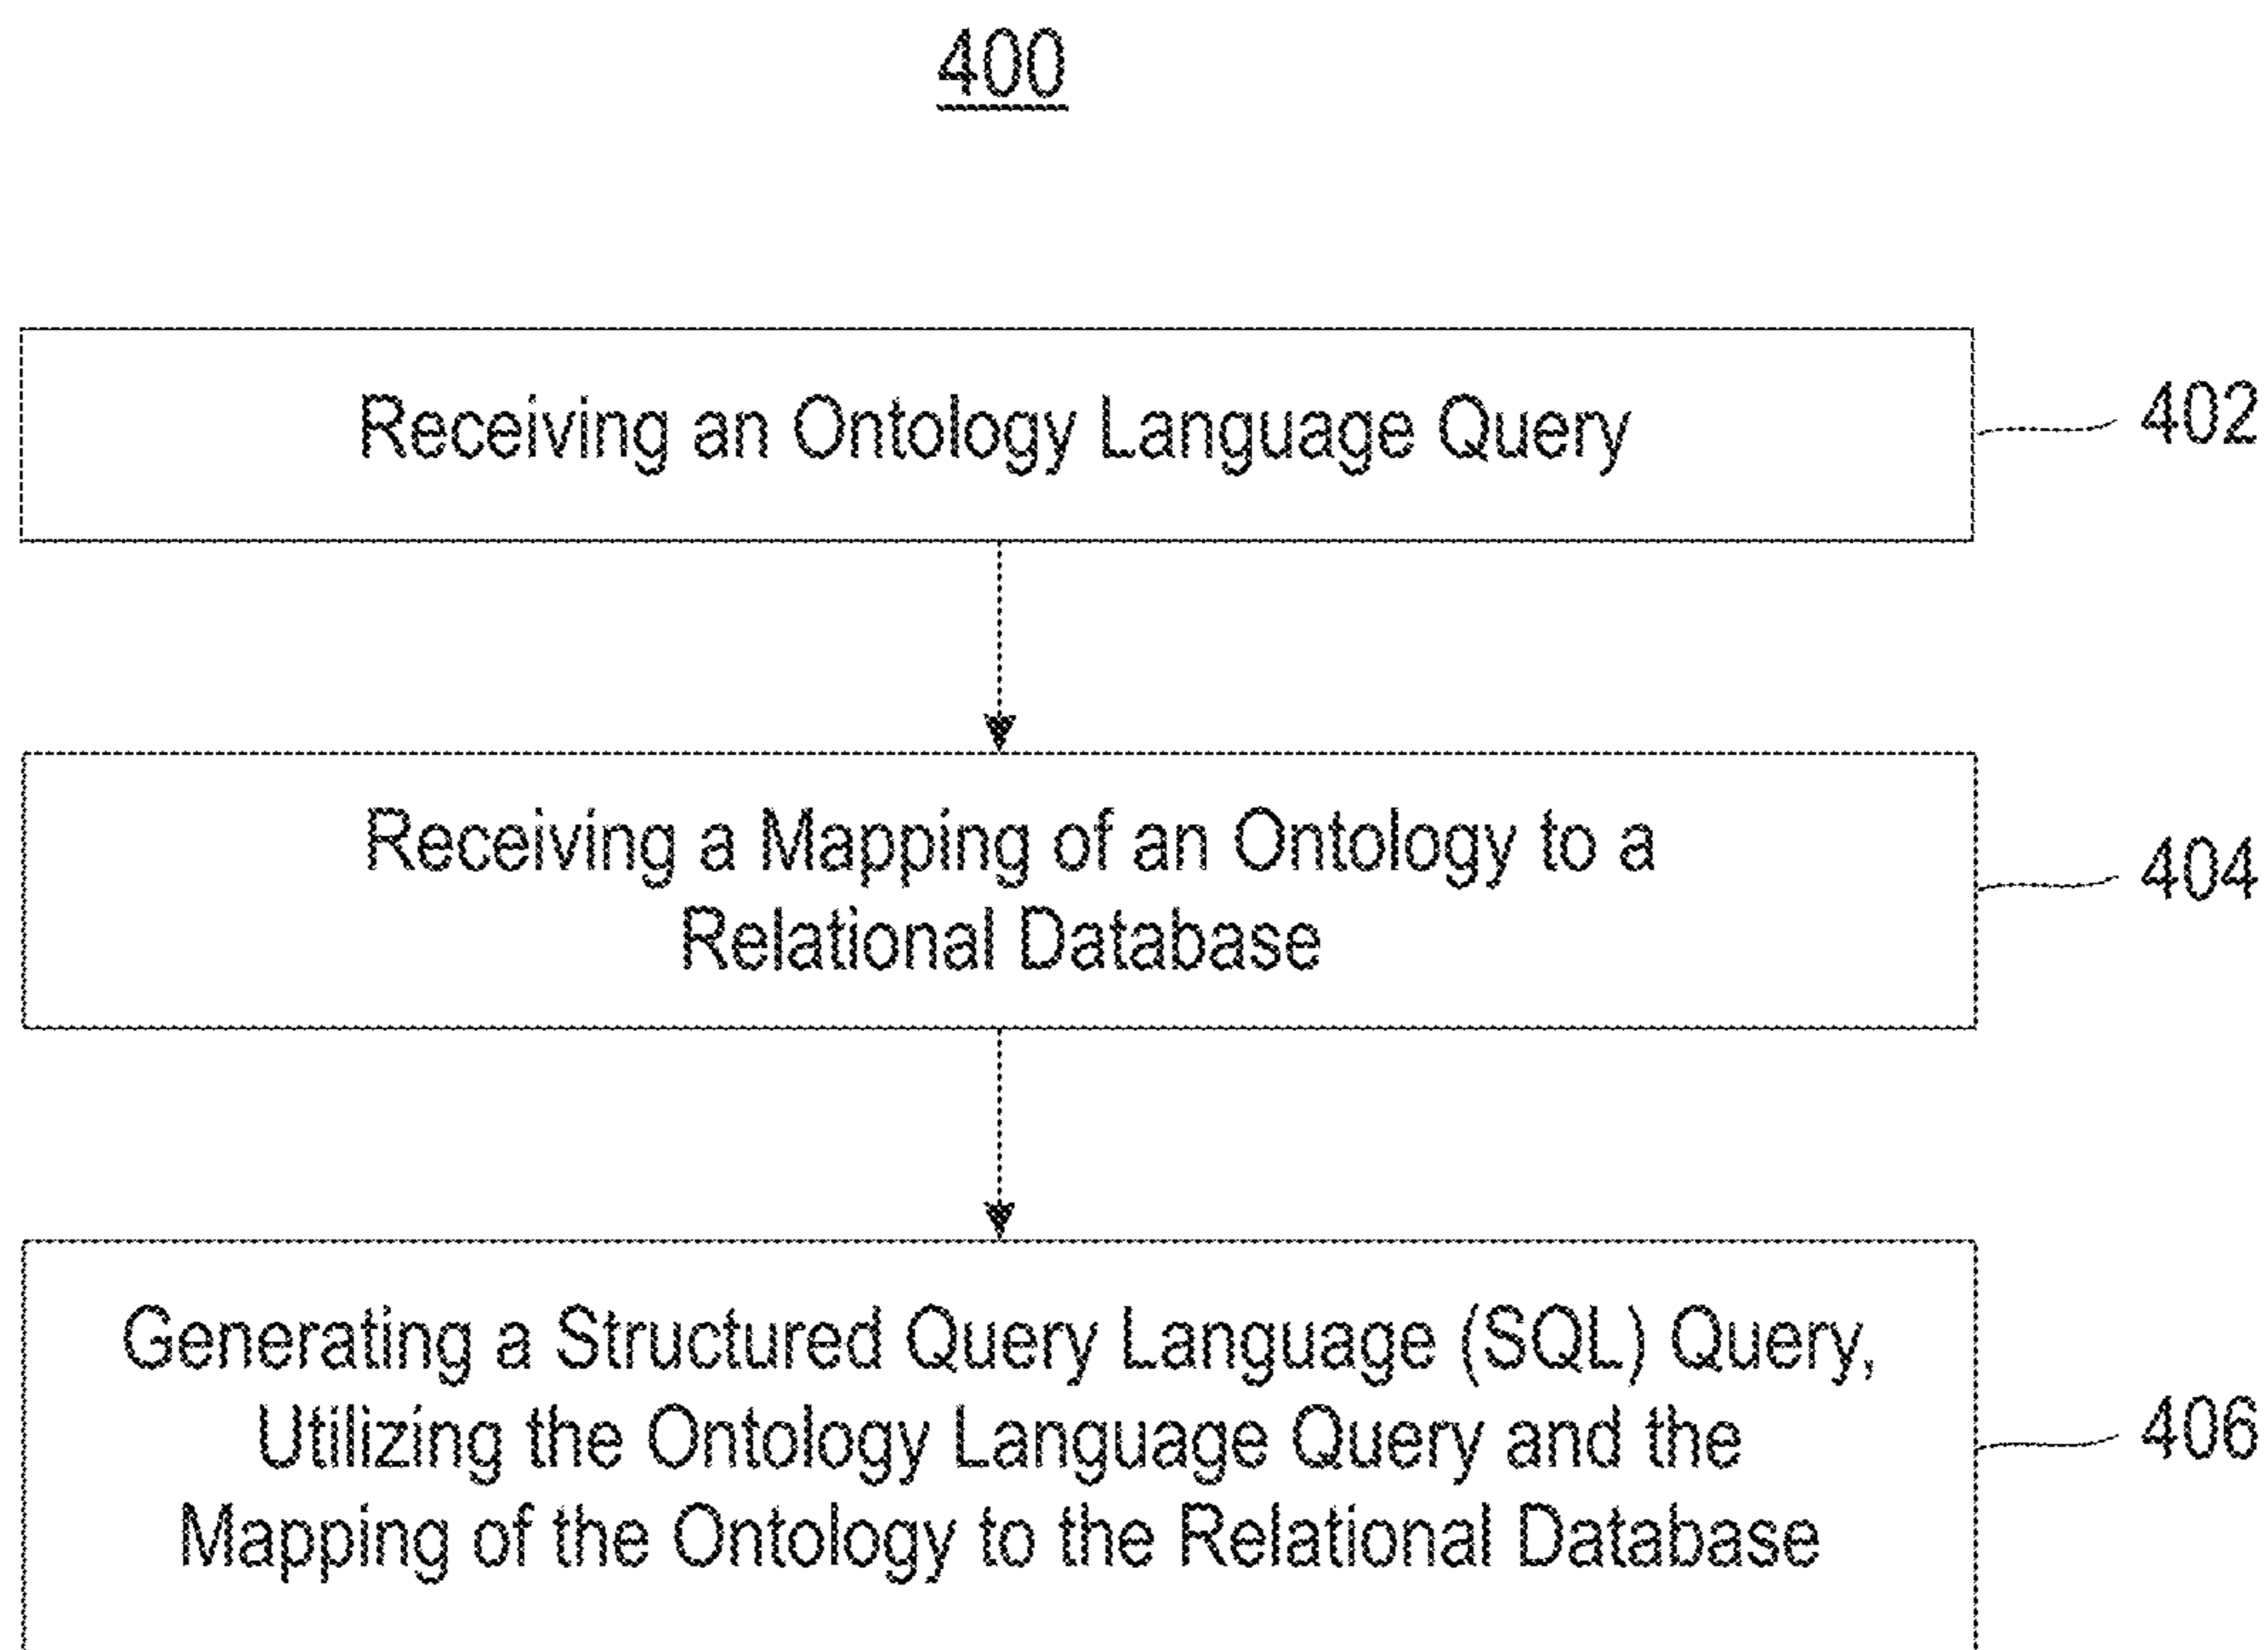 400
Receiving an Ontology Language Query
402
Receiving a Mapping of an Ontology to a
Relational Database
404
Generating a Structured Query Language (SQL) Query,
Utilizing the Ontology Language Query and the
Mapping of the Ontology to the Relational Database
406